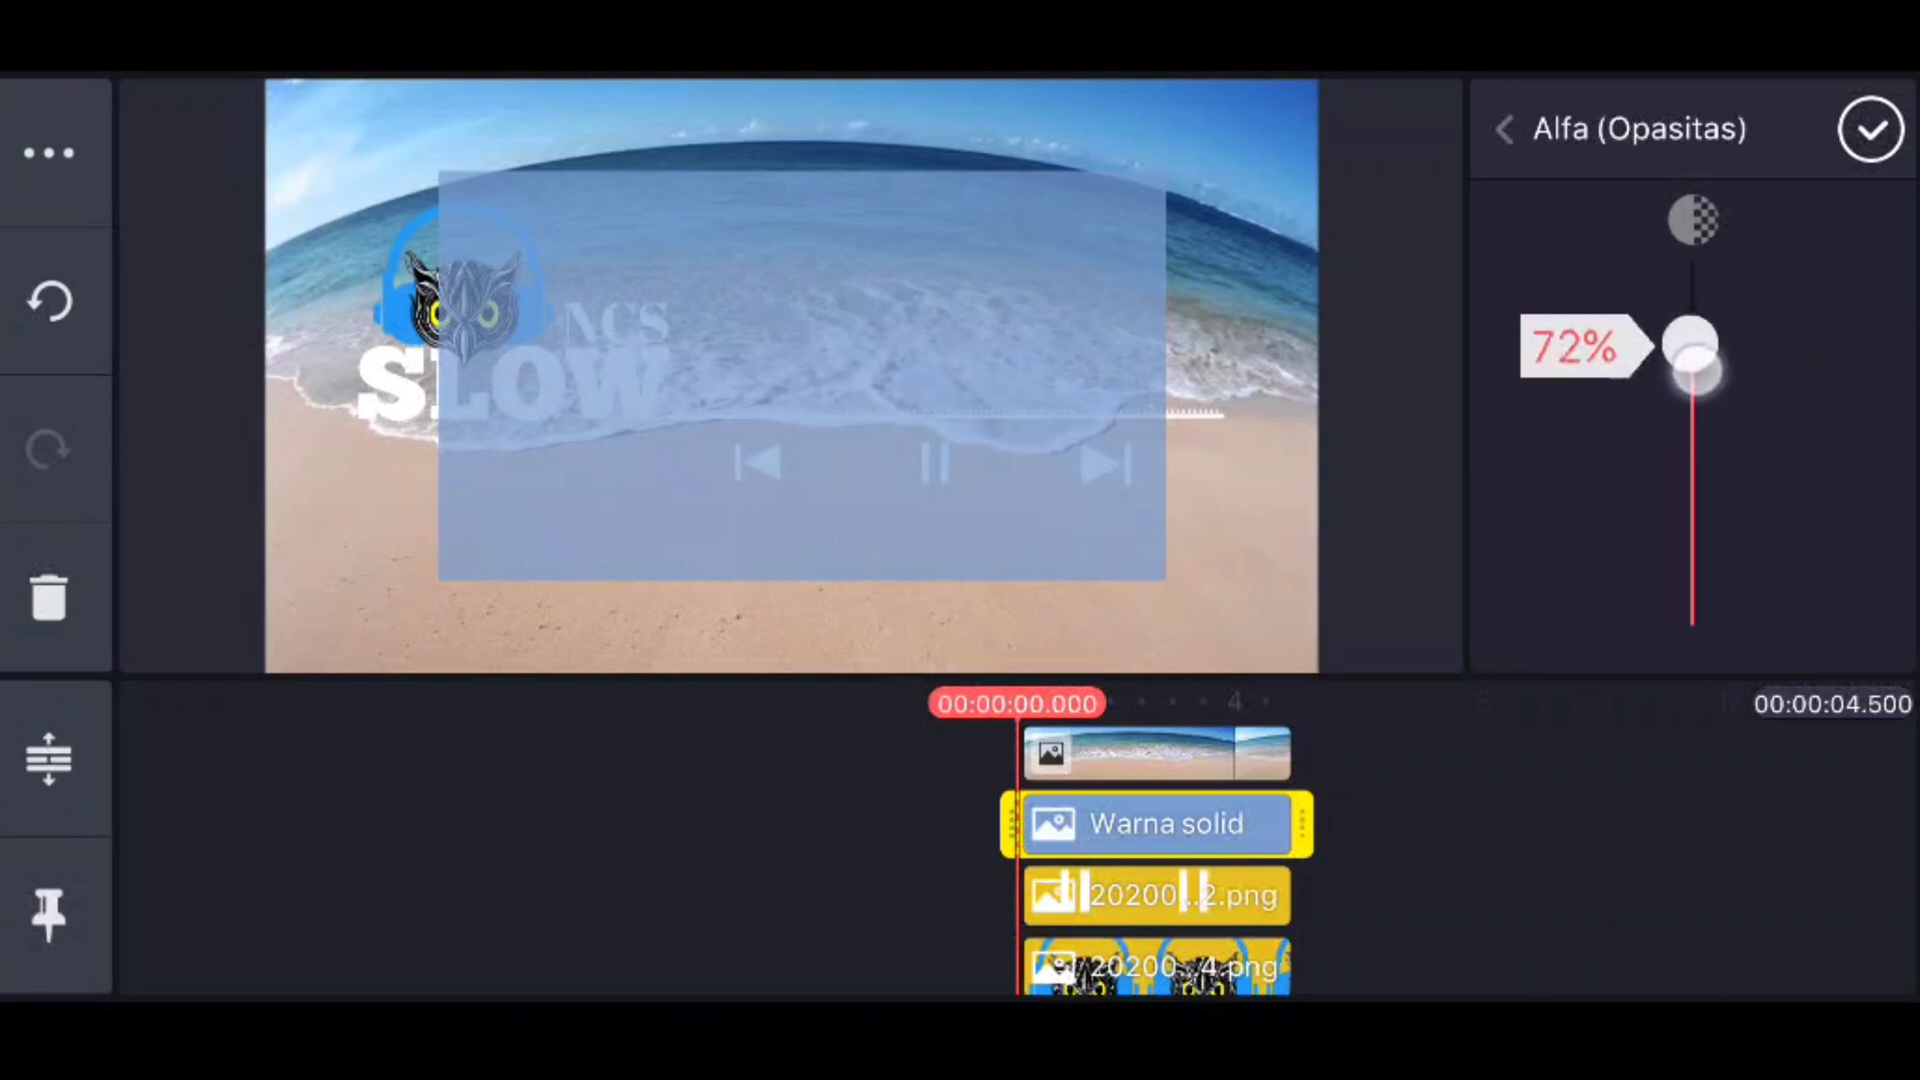 Alfa (Opasitas)
72%
NCS
SLOW
00:00:00.000
4
8
00:00:04.500
Warna solid
20200...2.png
20200...4.png